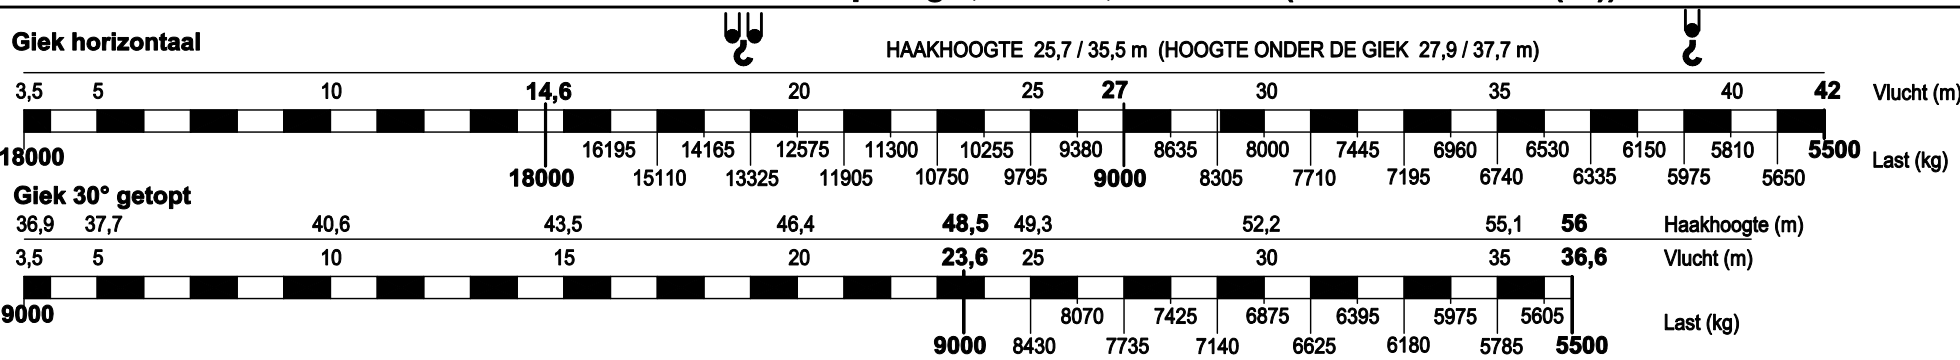 Giek horizontaal
HAAKHOOGTE 25,7 / 35,5 m (HOOGTE ONDER DE GIEK 27,9 / 37,7 m)
3,5 5 10 14,6 20 25 27 30 35 40 42 Vlucht (m)
18000 16195 14165 12575 11300 10255 9380 8635 8000 7445 6960 6530 6150 5810 5500 Last (kg)
18000 15110 13325 11905 10750 9795 9000 8305 7710 7195 6740 6335 5975 5650
Giek 30° getopt
36,9 37,7 40,6 43,5 46,4 48,5 49,3 52,2 55,1 56 Haakhoogte (m)
3,5 5 10 15 20 23,6 25 30 35 36,6 Vlucht (m)
9000 8070 7425 6875 6395 5975 5605 Last (kg)
9000 8430 7735 7140 6625 6180 5785 5500